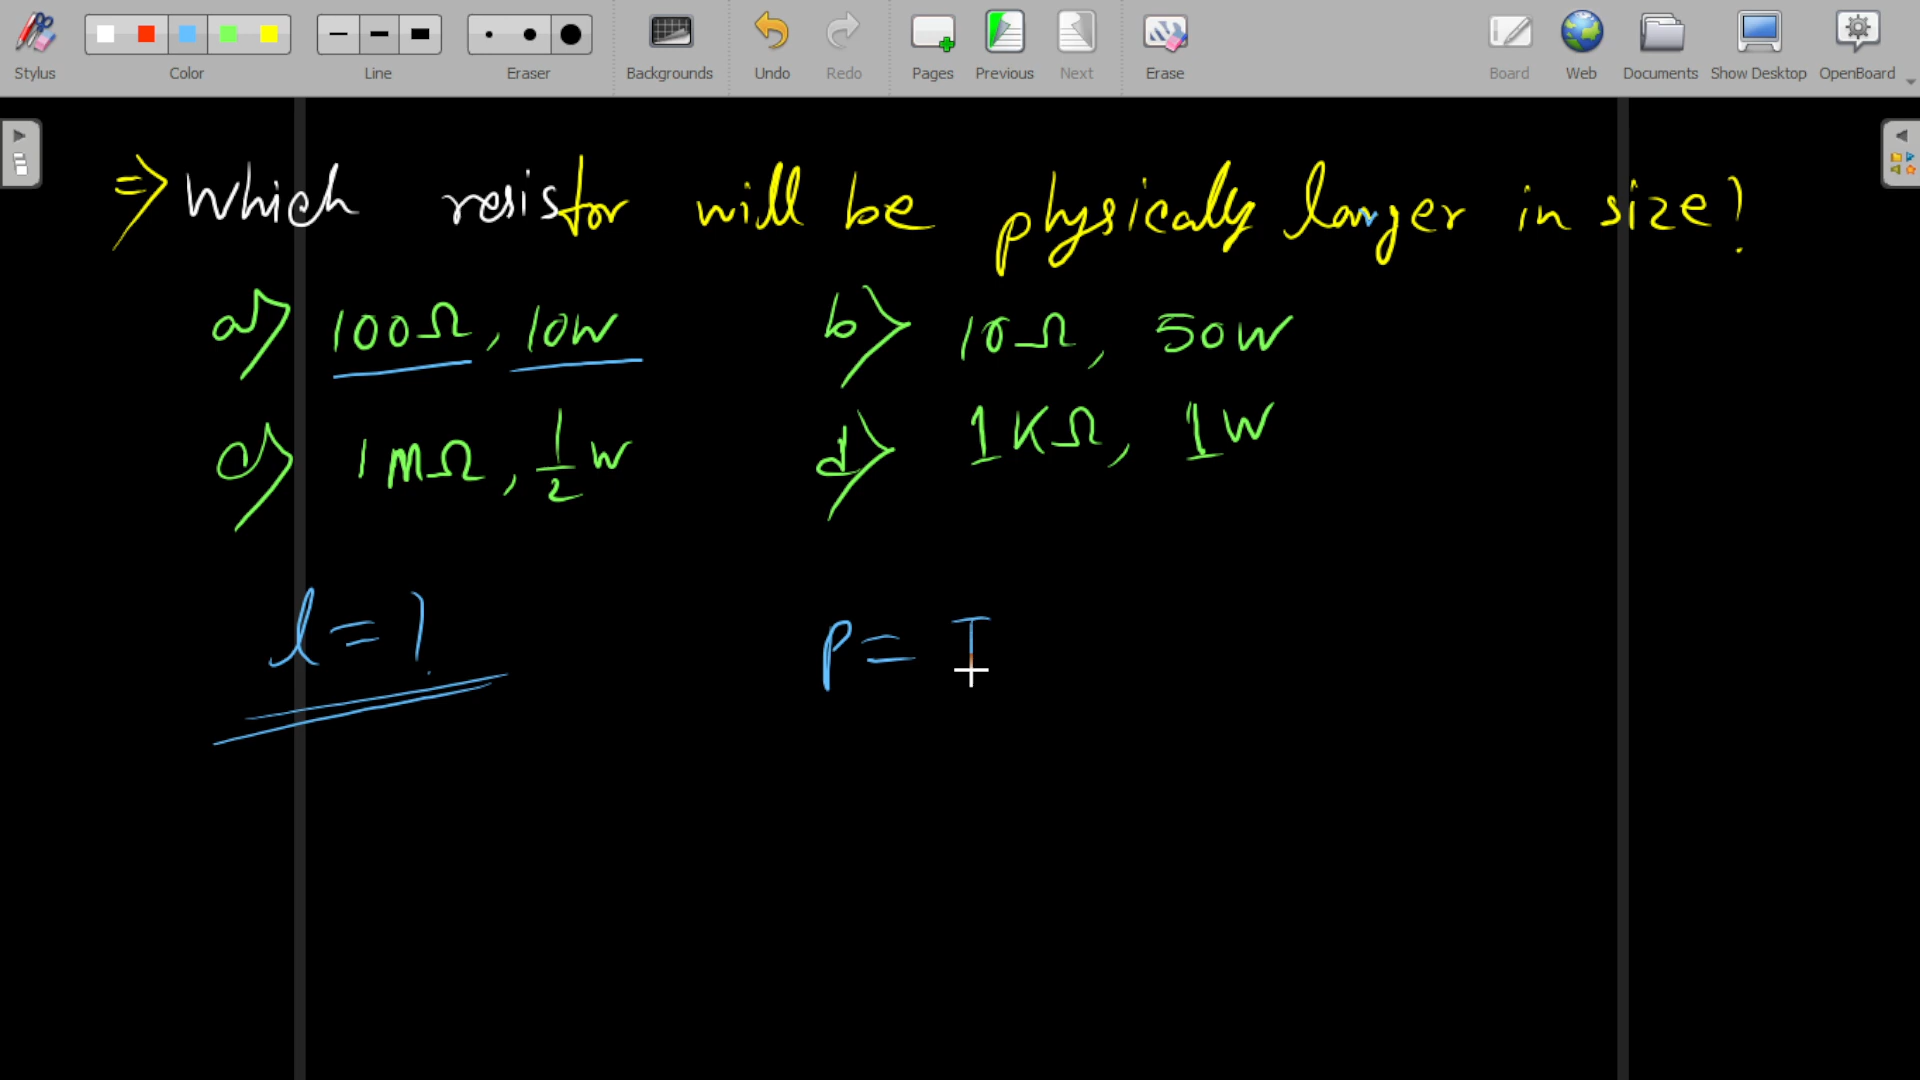 Stylus Color Line Eraser Backgrounds Undo Redo Pages Previous Next Erase Board Web Documents Show Desktop OpenBoard
⇒ Which resistor will be physically larger in size?
a) 100Ω, 10W b) 10Ω, 50W
c) 1MΩ, 1/2 W d) 1KΩ, 1W
l = ? P = I